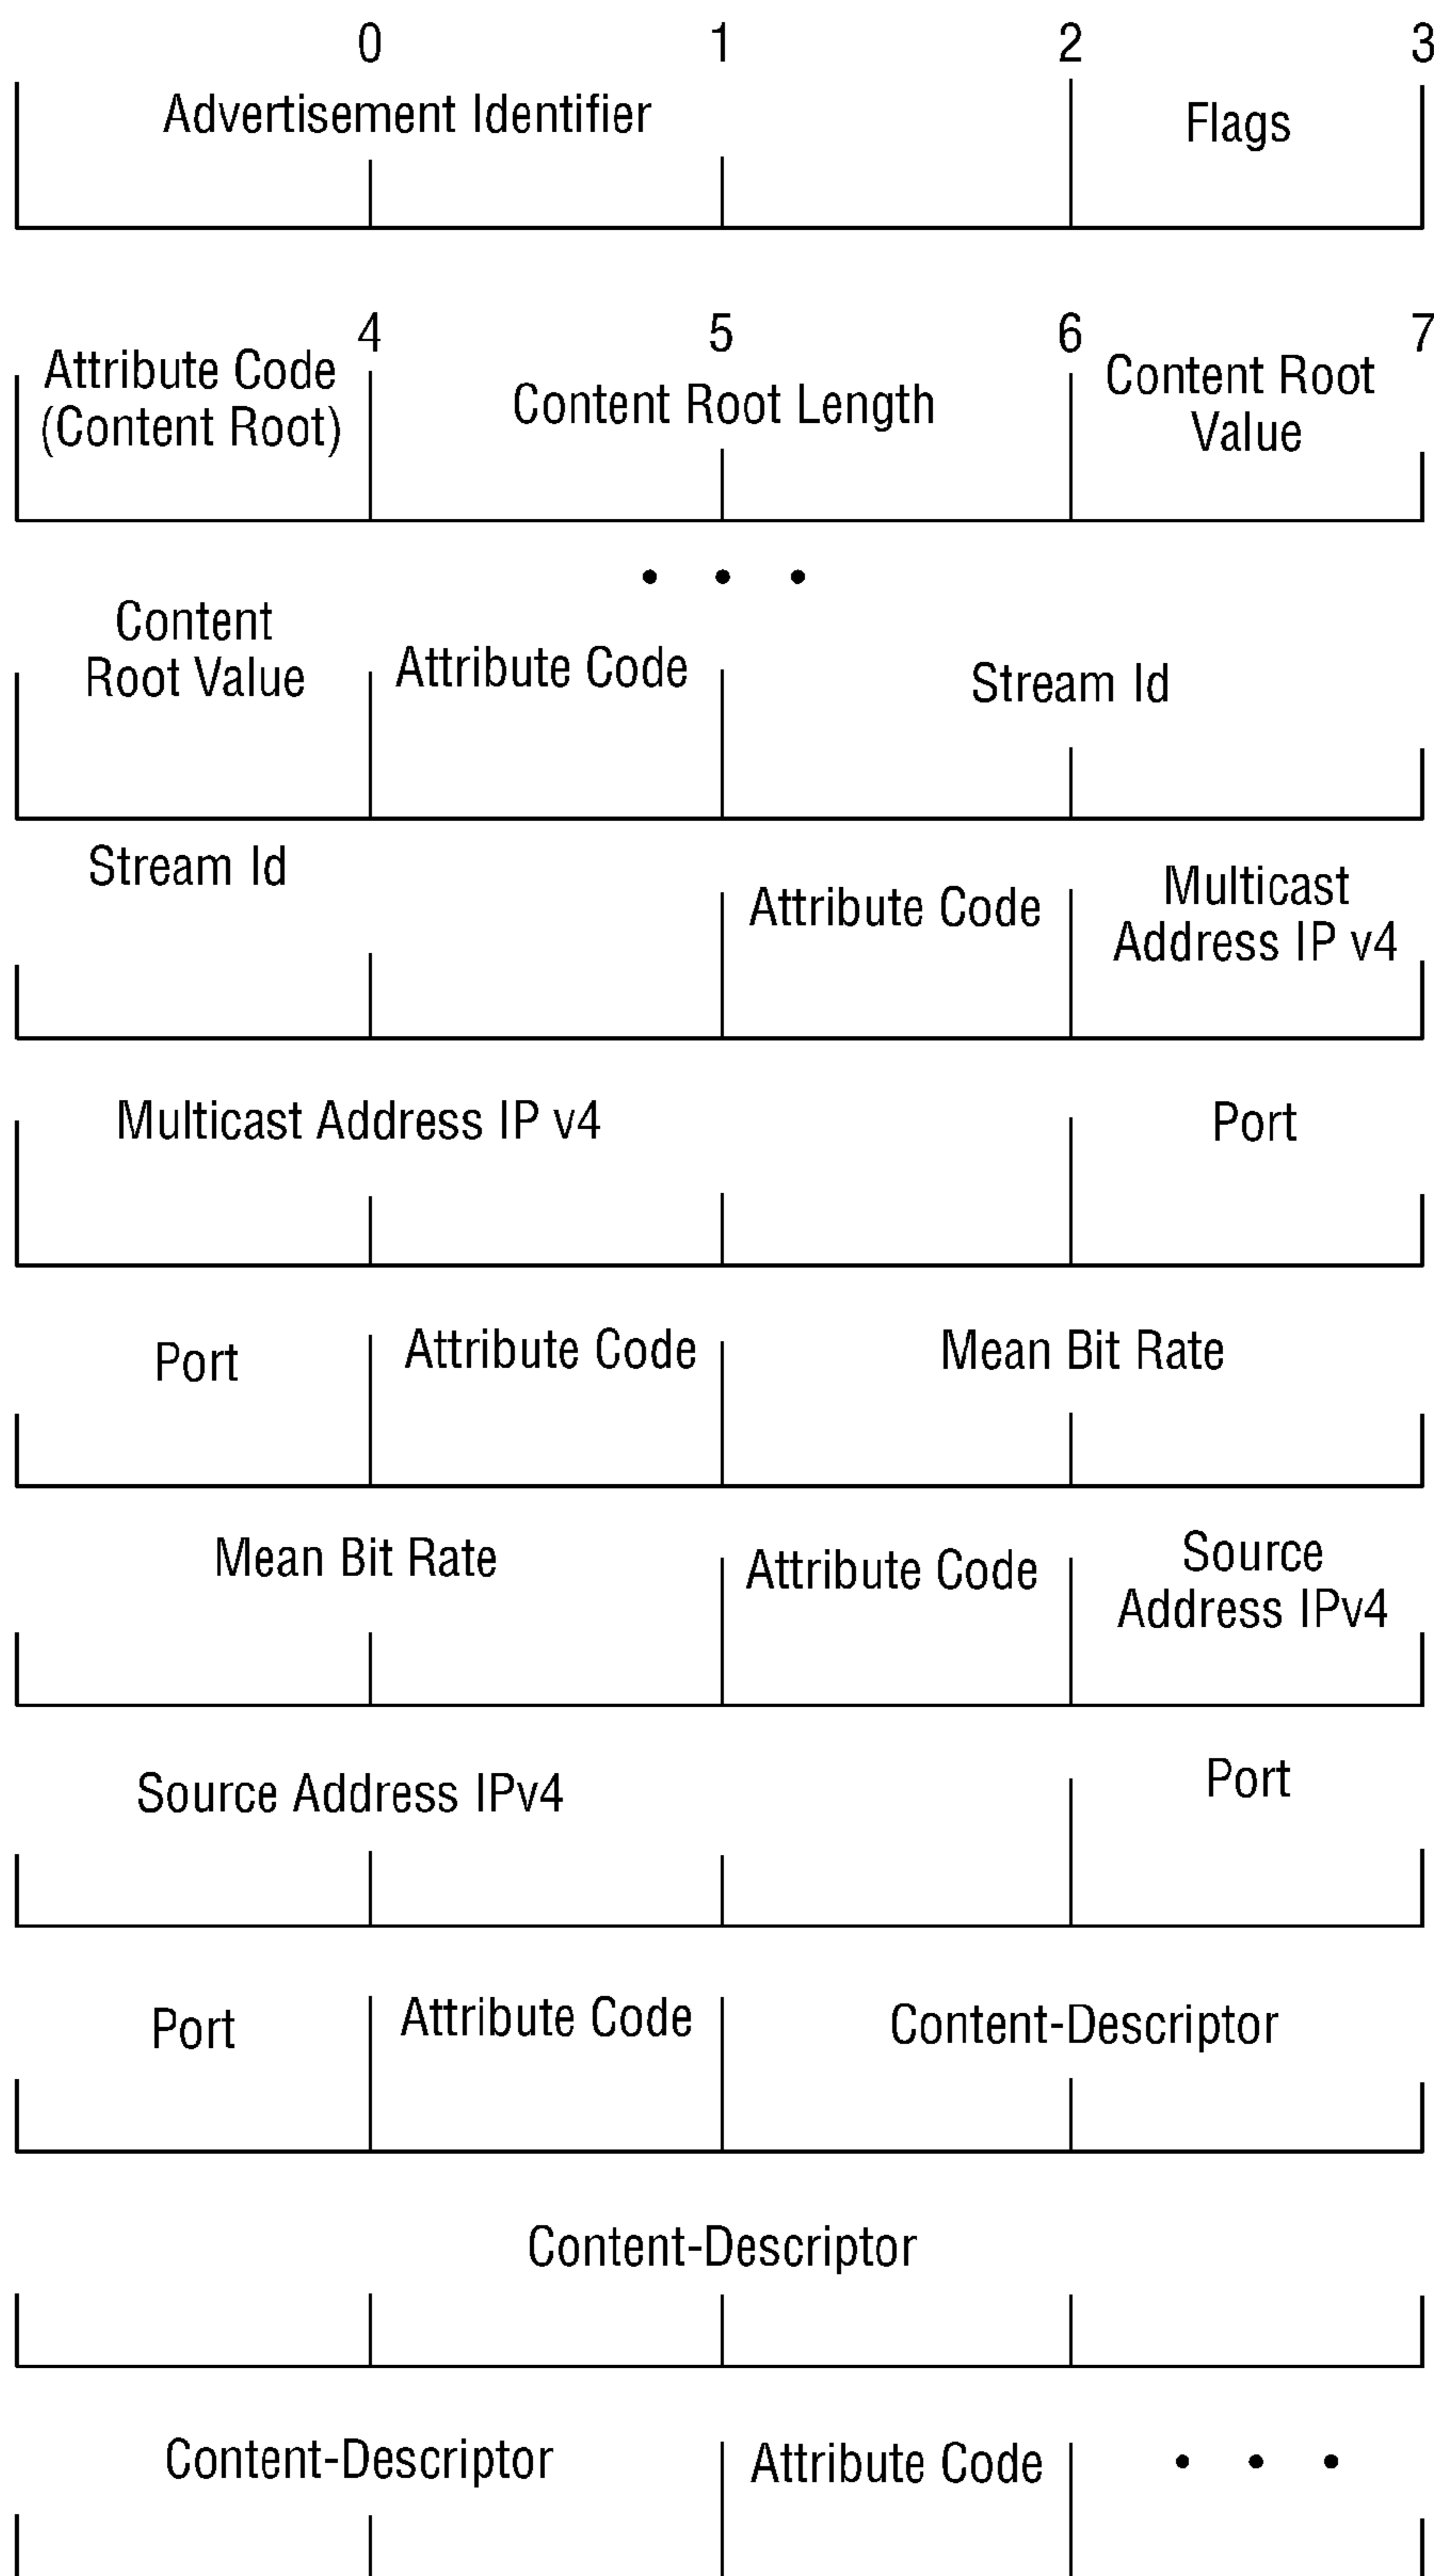 0 1 2 3
Advertisement Identifier Flags
4 5 6 7
Attribute Code
(Content Root)
Content Root Length
Content Root
Value
• • •
Content
Root Value
Attribute Code
Stream Id
Stream Id
Attribute Code
Multicast
Address IP v4
Multicast Address IP v4
Port
Port
Attribute Code
Mean Bit Rate
Mean Bit Rate
Attribute Code
Source
Address IPv4
Source Address IPv4
Port
Port
Attribute Code
Content-Descriptor
Content-Descriptor
Content-Descriptor
Attribute Code
• • •